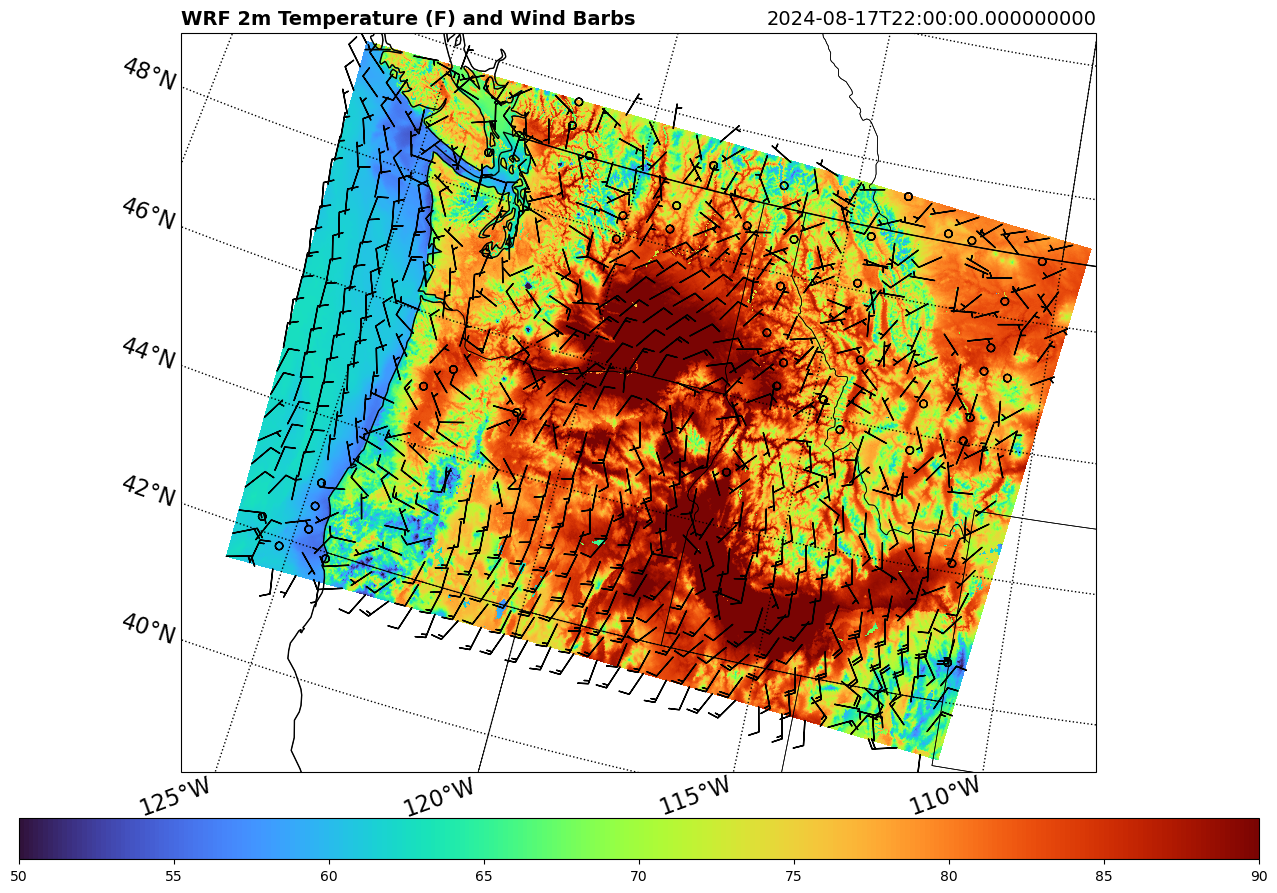 WRF 2m Temperature (F) and Wind Barbs
2024-08-17T22:00:00.000000000
48°N
46°N
44°N
42°N
40°N
125°W
120°W
115°W
110°W
50 55 60 65 70 75 80 85 90